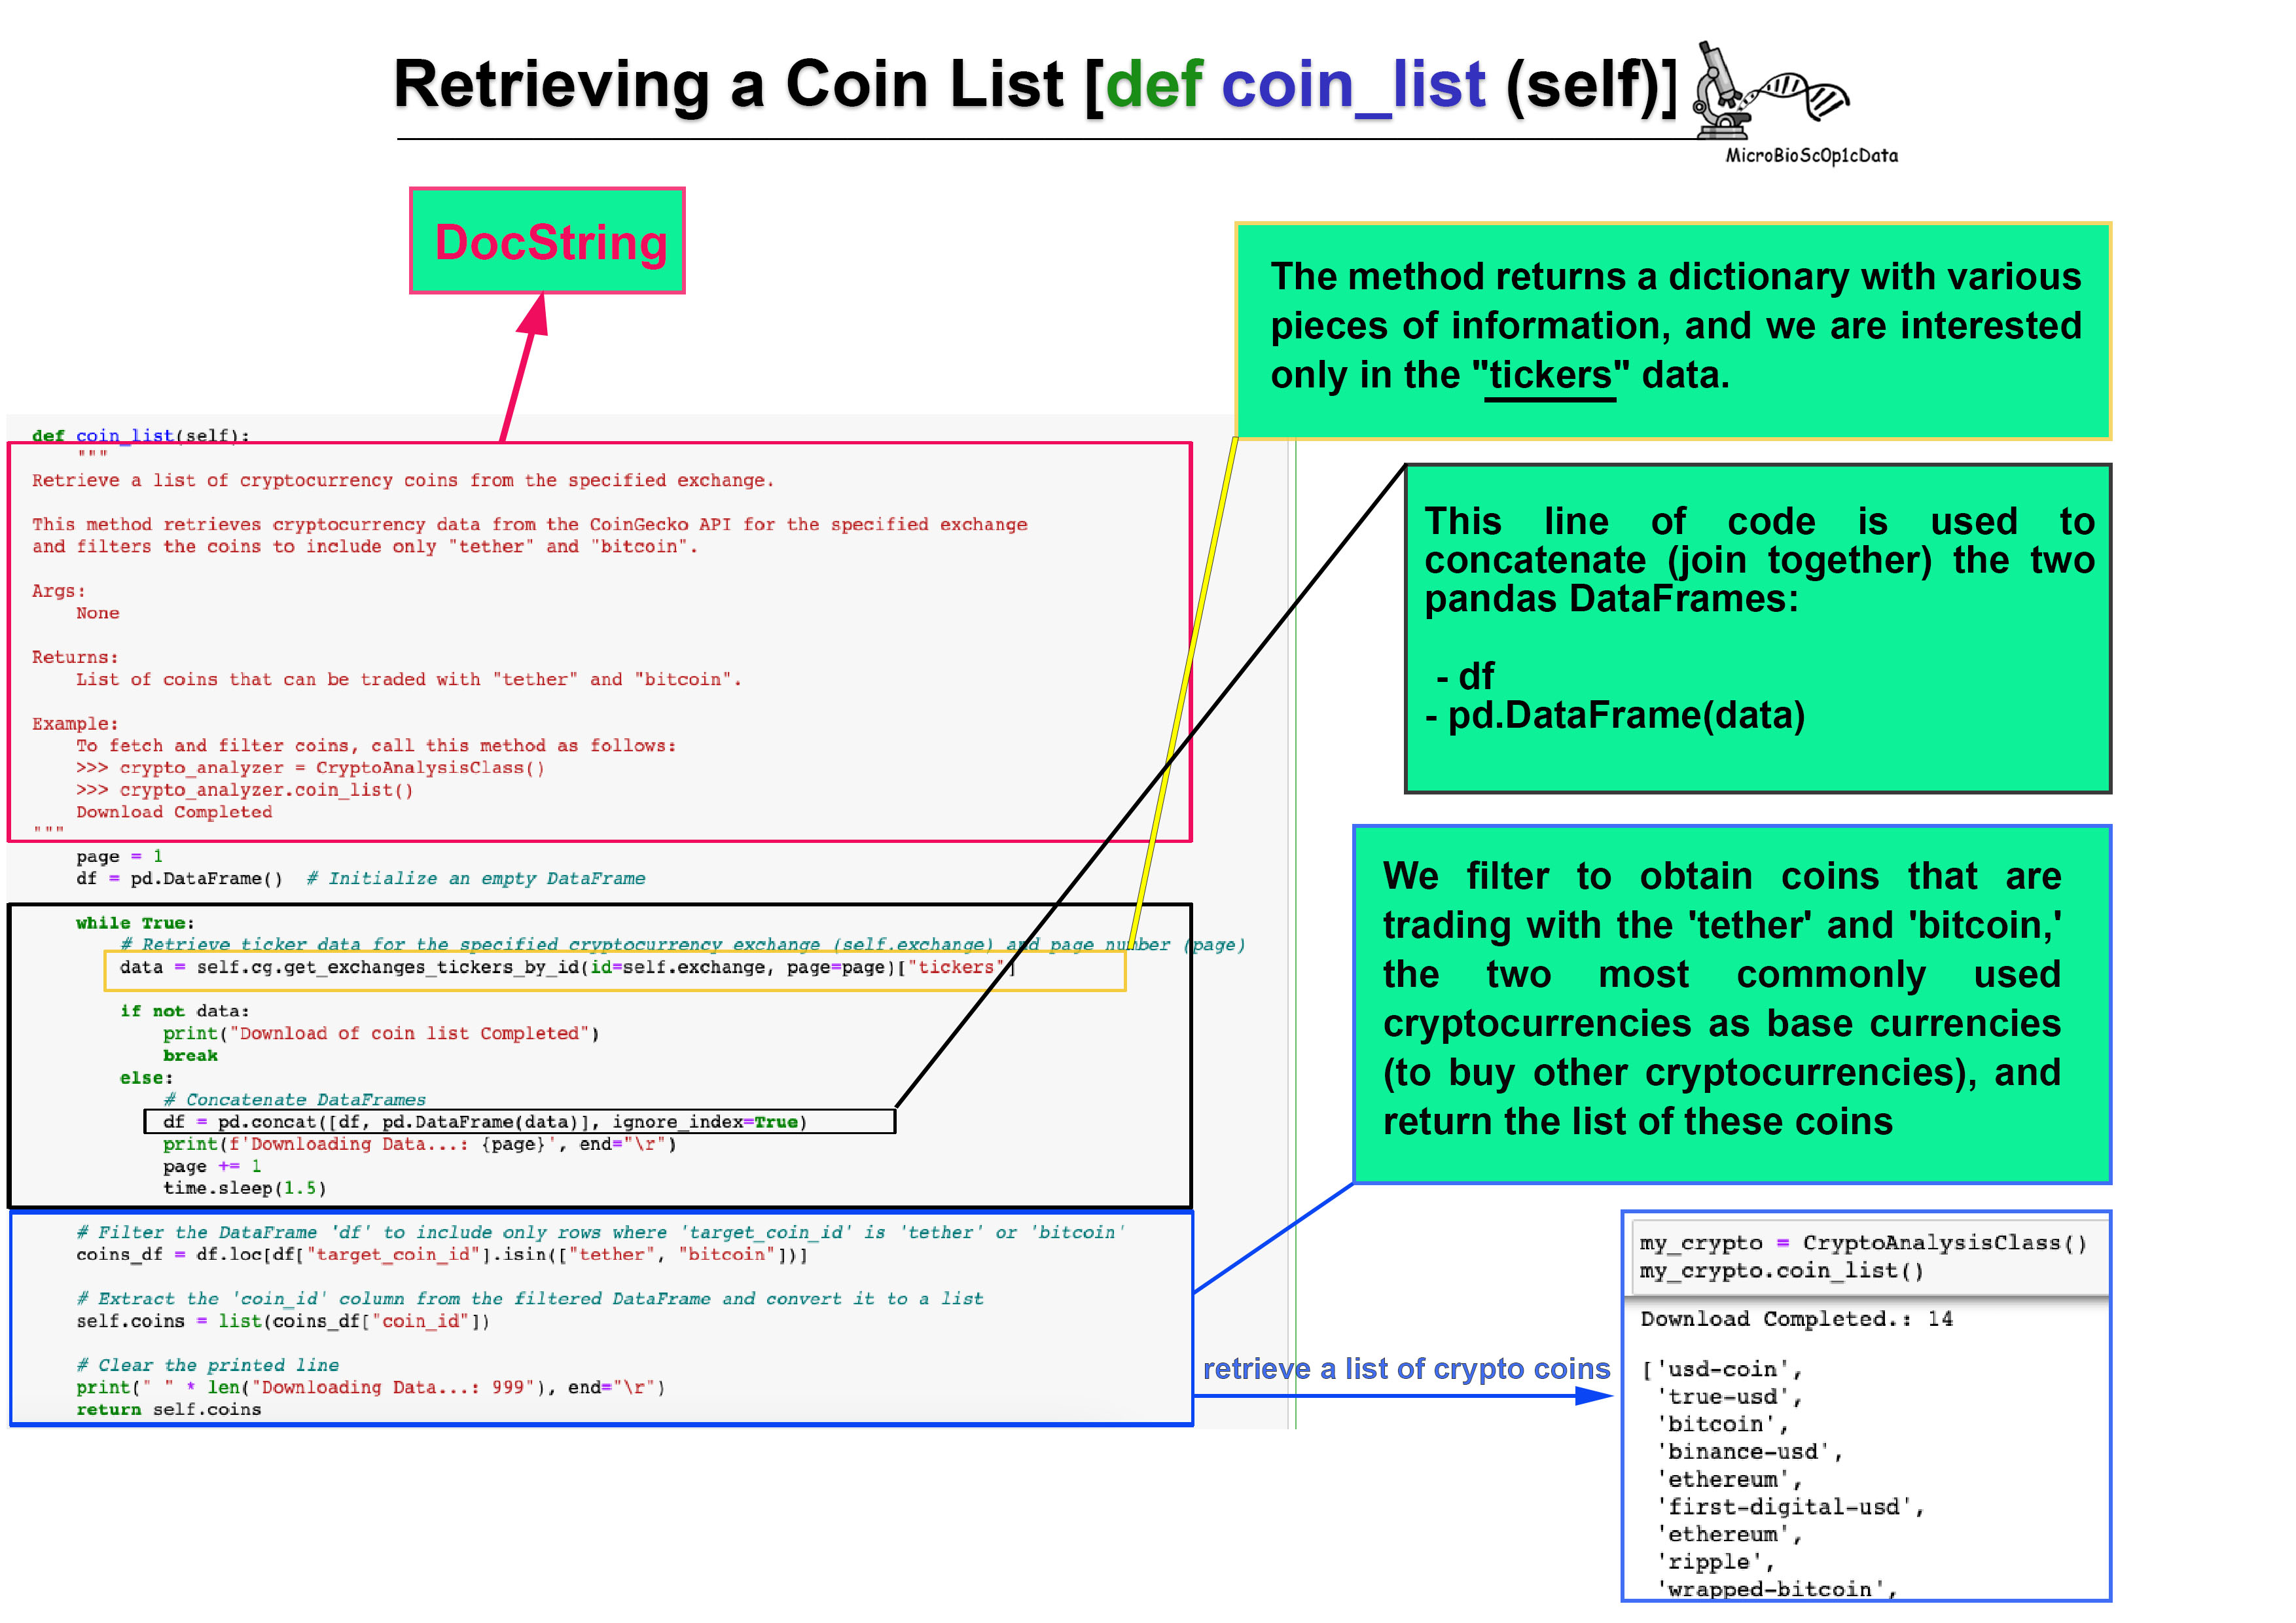 Retrieving a Coin List [def coin_list (self)]
MicroBioScOp1cData
DocString
The method returns a dictionary with various
pieces of information, and we are interested
only in the "tickers" data.
This line of code is used to
concatenate (join together) the two
pandas DataFrames:
- df
- pd.DataFrame(data)
We filter to obtain coins that are
trading with the 'tether' and 'bitcoin,'
the two most commonly used
cryptocurrencies as base currencies
(to buy other cryptocurrencies), and
return the list of these coins
def coin_list(self):
"""
Retrieve a list of cryptocurrency coins from the specified exchange.
This method retrieves cryptocurrency data from the CoinGecko API for the specified exchange
and filters the coins to include only "tether" and "bitcoin".
Args:
None
Returns:
List of coins that can be traded with "tether" and "bitcoin".
Example:
To fetch and filter coins, call this method as follows:
>>> crypto_analyzer = CryptoAnalysisClass()
>>> crypto_analyzer.coin_list()
Download Completed
"""
page = 1
df = pd.DataFrame()  # Initialize an empty DataFrame
while True:
# Retrieve ticker data for the specified cryptocurrency exchange (self.exchange) and page number (page)
data = self.cg.get_exchanges_tickers_by_id(id=self.exchange, page=page)["tickers"]
if not data:
print("Download of coin list Completed")
break
else:
# Concatenate DataFrames
df = pd.concat([df, pd.DataFrame(data)], ignore_index=True)
print(f'Downloading Data...: {page}', end="\r")
page += 1
time.sleep(1.5)
# Filter the DataFrame 'df' to include only rows where 'target_coin_id' is 'tether' or 'bitcoin'
coins_df = df.loc[df["target_coin_id"].isin(["tether", "bitcoin"])]
# Extract the 'coin_id' column from the filtered DataFrame and convert it to a list
self.coins = list(coins_df["coin_id"])
# Clear the printed line
print(" " * len("Downloading Data...: 999"), end="\r")
return self.coins
retrieve a list of crypto coins
my_crypto = CryptoAnalysisClass()
my_crypto.coin_list()
Download Completed.: 14
['usd-coin',
'true-usd',
'bitcoin',
'binance-usd',
'ethereum',
'first-digital-usd',
'ethereum',
'ripple',
'wrapped-bitcoin',